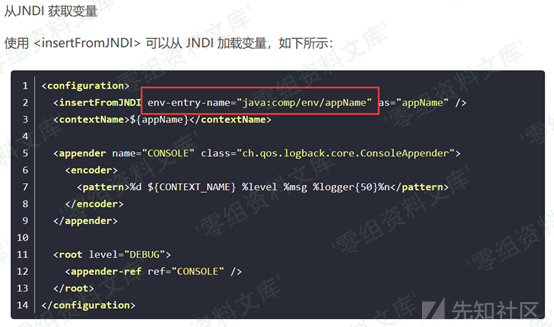 从JNDI 获取变量
使用 <insertFromJNDI> 可以从 JNDI 加载变量，如下所示：
1 <configuration>
2 <insertFromJNDI env-entry-name="java:comp/env/appName" as="appName" />
3 <contextName>${appName}</contextName>
4
5 <appender name="CONSOLE" class="ch.qos.logback.core.ConsoleAppender">
6 <encoder>
7 <pattern>%d ${CONTEXT_NAME} %level %msg %logger{50}%n</pattern>
8 </encoder>
9 </appender>
10
11 <root level="DEBUG">
12 <appender-ref ref="CONSOLE" />
13 </root>
14 </configuration>
'零组资料文库'
先知社区